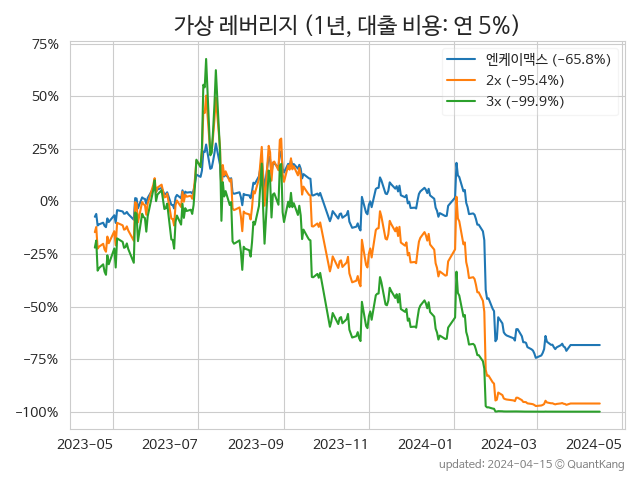 가상 레버리지 (1년, 대출 비용: 연 5%)
엔케이맥스 (−65.8%)
2x (−95.4%)
3x (−99.9%)
75%
50%
25%
0%
−25%
−50%
−75%
−100%
2023-05 2023-07 2023-09 2023-11 2024-01 2024-03 2024-05
updated: 2024-04-15 © QuantKang